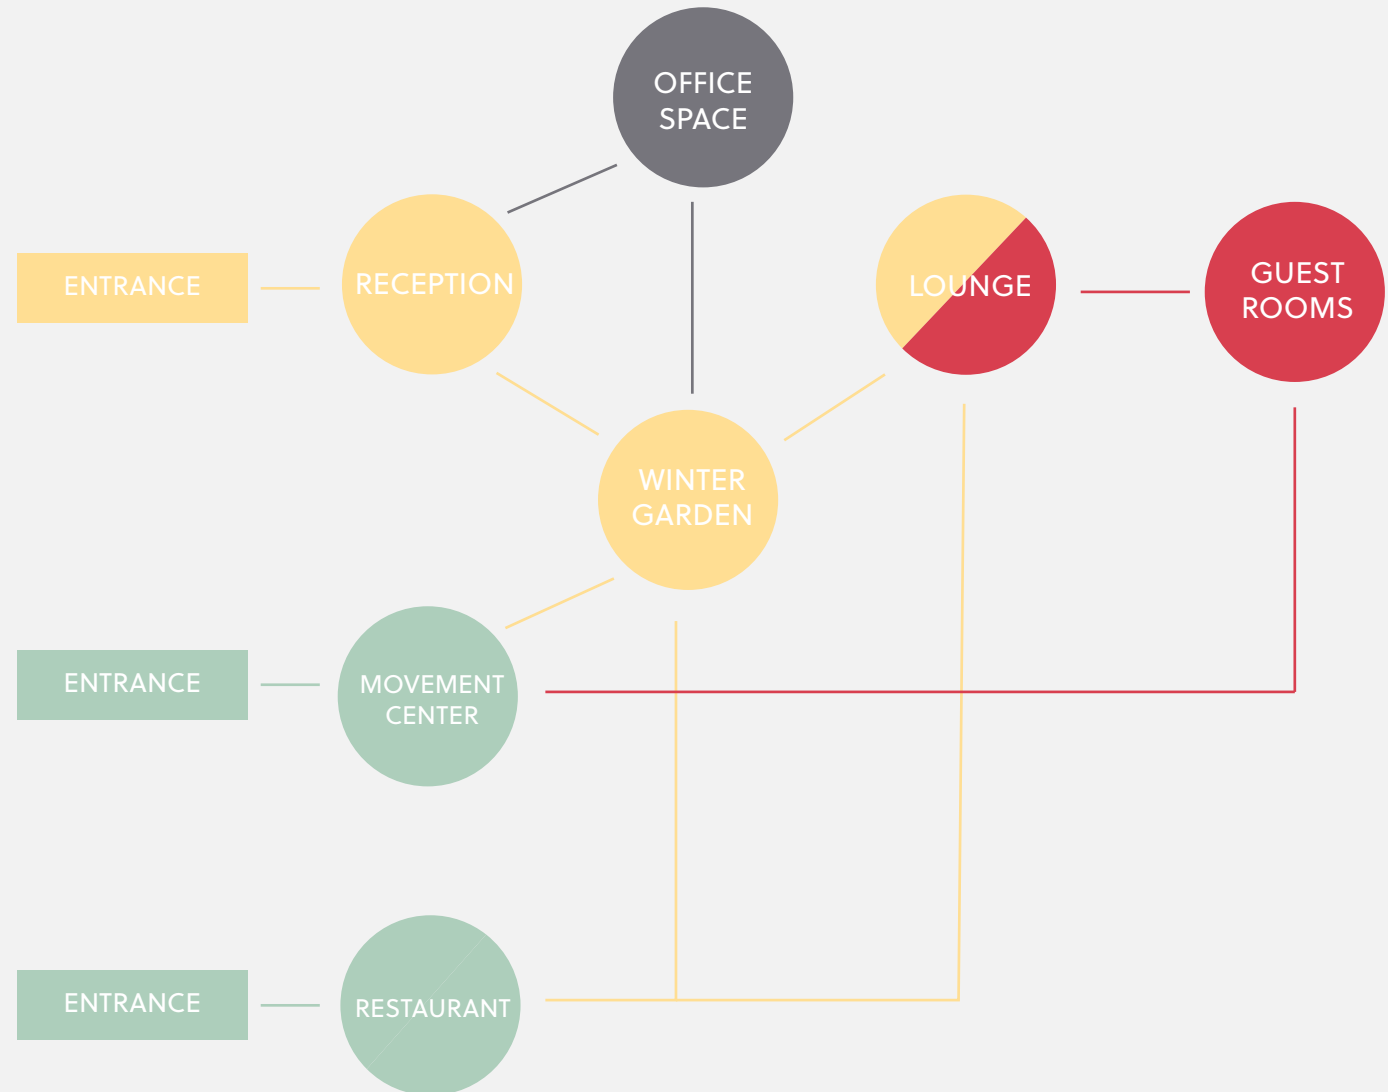 OFFICE
SPACE
ENTRANCE
RECEPTION
LOUNGE
GUEST
ROOMS
WINTER
GARDEN
ENTRANCE
MOVEMENT
CENTER
ENTRANCE
RESTAURANT